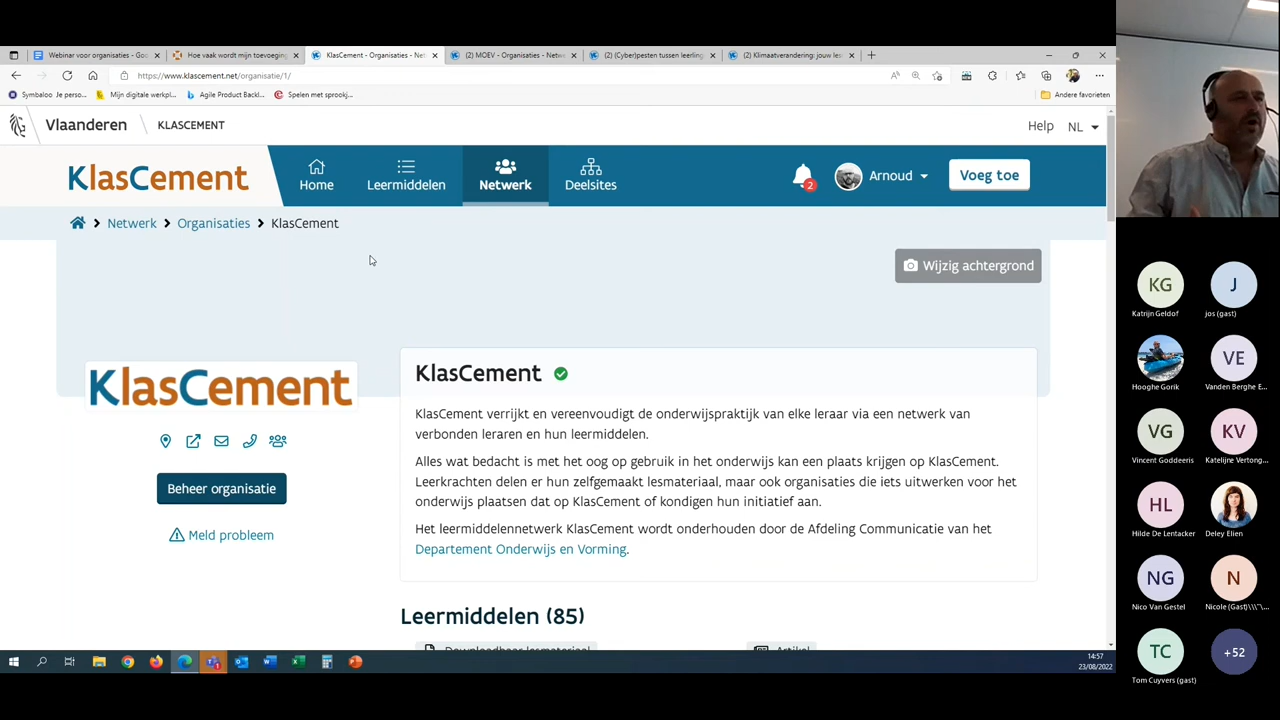 Webinar voor organisaties - Goo
Hoe vaak wordt mijn toevoeging
KlasCement - Organisaties - Net
(2) MOEV - Organisaties - Netw
(2) (Cyber)pesten tussen leerling
(2) Klimaatverandering: jouw les
https://www.klascement.net/organisatie/1/
Symbaloo Je perso...
Mijn digitale werkpl...
Agile Product Backl...
Spelen met sprookj...
Andere favorieten
Vlaanderen
KLASCEMENT
Help
NL
KlasCement
Home
Leermiddelen
Netwerk
Deelsites
2
Arnoud
Voeg toe
Netwerk
Organisaties
KlasCement
Wijzig achtergrond
KlasCement
Beheer organisatie
Meld probleem
KlasCement
KlasCement verrijkt en vereenvoudigt de onderwijspraktijk van elke leraar via een netwerk van
verbonden leraren en hun leermiddelen.
Alles wat bedacht is met het oog op gebruik in het onderwijs kan een plaats krijgen op KlasCement.
Leerkrachten delen er hun zelfgemaakt lesmateriaal, maar ook organisaties die iets uitwerken voor het
onderwijs plaatsen dat op KlasCement of kondigen hun initiatief aan.
Het leermiddelennetwerk KlasCement wordt onderhouden door de Afdeling Communicatie van het
Departement Onderwijs en Vorming.
Leermiddelen (85)
Downloadbaar lesmateriaal
Artikel
14:57
23/08/2022
KG
Katrijn Geldof
J
jos (gast)
Hooghe Gorik
VE
Vanden Berghe E...
VG
Vincent Goddeeris
KV
Katelijne Vertong...
HL
Hilde De Lentacker
Deley Elien
NG
Nico Van Gestel
N
Nicole (Gast)\\\"\...
TC
Tom Cuyvers (gast)
+52